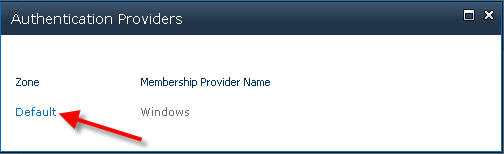 Authentication Providers
Zone Membership Provider Name
Default Windows